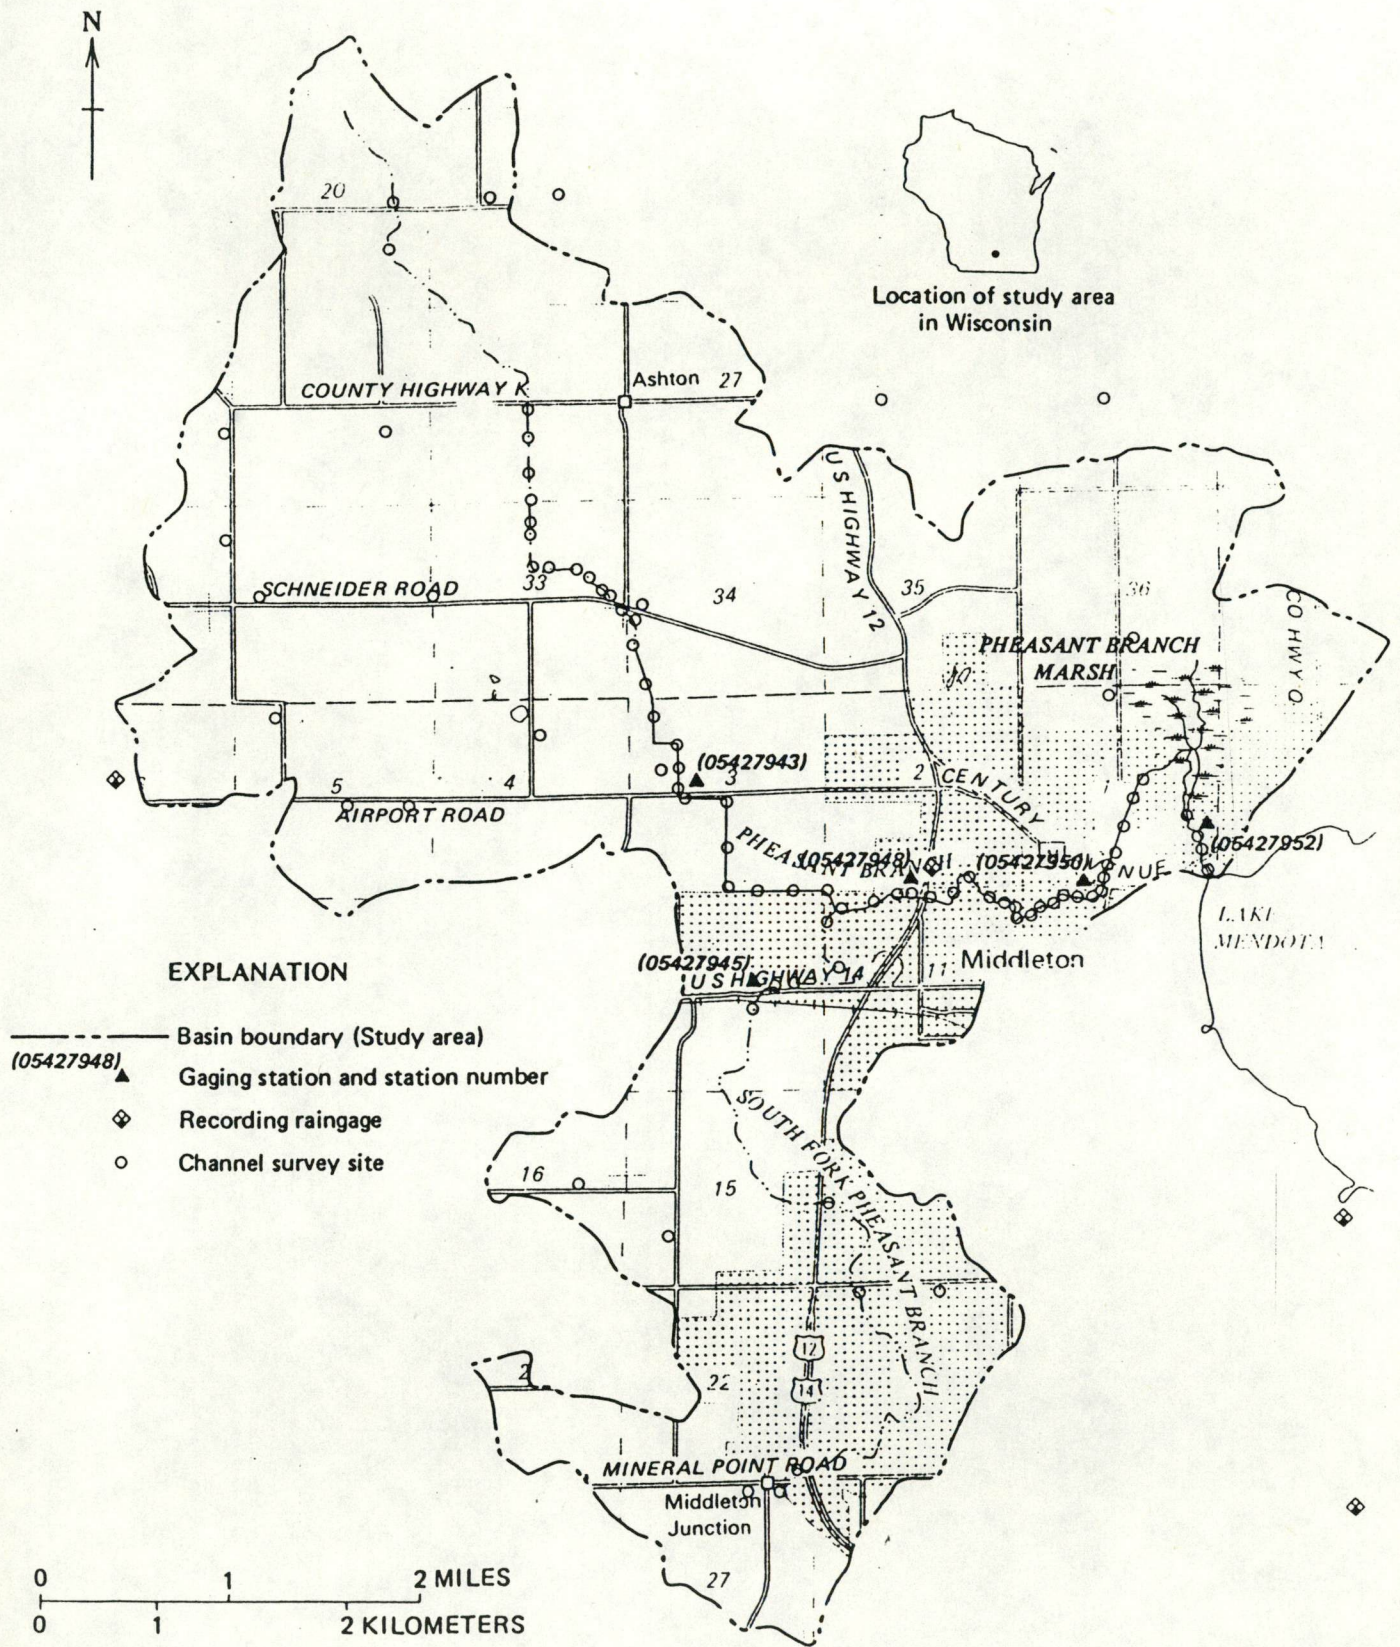 N
20
Location of study area
in Wisconsin
COUNTY HIGHWAY K
Ashton
27
U S HIGHWAY 12
SCHNEIDER ROAD
33
34
35
36
CO HWY Q
PHEASANT BRANCH
MARSH
(05427943)
5
4
3
2
CENTURY
AIRPORT ROAD
PHEASANT BRANCH
(05427948)
(05427950)
(05427952)
LAKE
MENDOTA
EXPLANATION
(05427945)
U S HIGHWAY 14
11
Middleton
Basin boundary (Study area)
(05427948)
Gaging station and station number
Recording raingage
Channel survey site
SOUTH FORK PHEASANT BRANCH
16
15
12
14
2
22
MINERAL POINT ROAD
Middleton
Junction
27
0 1 2 MILES
0 1 2 KILOMETERS